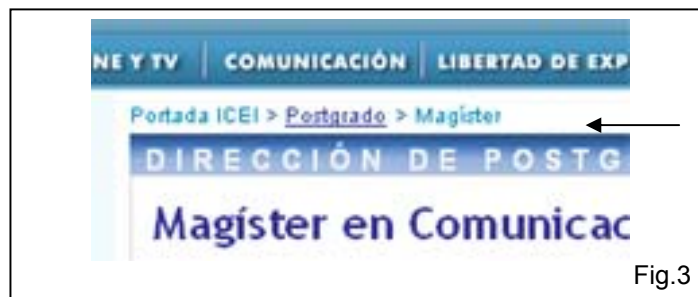 NE Y TV COMUNICACIÓN LIBERTAD DE EXP
Portada ICEI > Postgrado > Magíster
DIRECCIÓN DE POSTG
Magíster en Comunicac
Fig.3